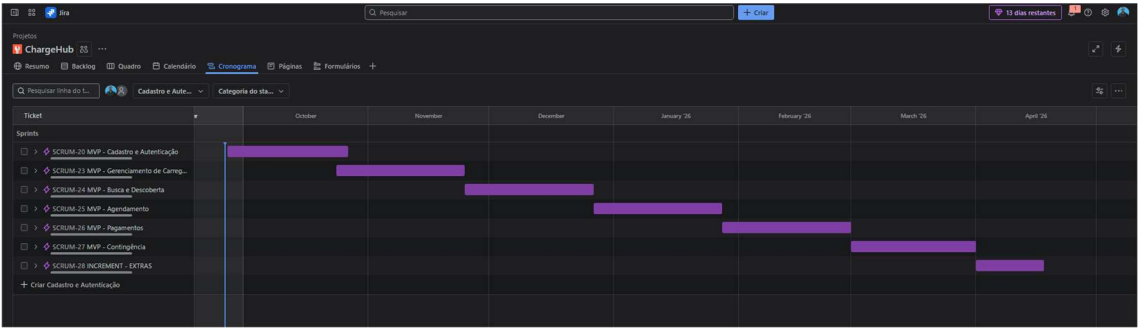 Jira
Pesquisar
+ Criar
13 dias restantes
1
Projetos
ChargeHub
Resumo Backlog Quadro Calendário Cronograma Páginas Formulários +
Pesquisar linha do t... Cadastro e Aute... Categoria do sta...
Ticket October November December January '26 February '26 March '26 April '26
Sprints
SCRUM-20 MVP - Cadastro e Autenticação
SCRUM-23 MVP - Gerenciamento de Carreg...
SCRUM-24 MVP - Busca e Descoberta
SCRUM-25 MVP - Agendamento
SCRUM-26 MVP - Pagamentos
SCRUM-27 MVP - Contingência
SCRUM-28 INCREMENT - EXTRAS
+ Criar Cadastro e Autenticação